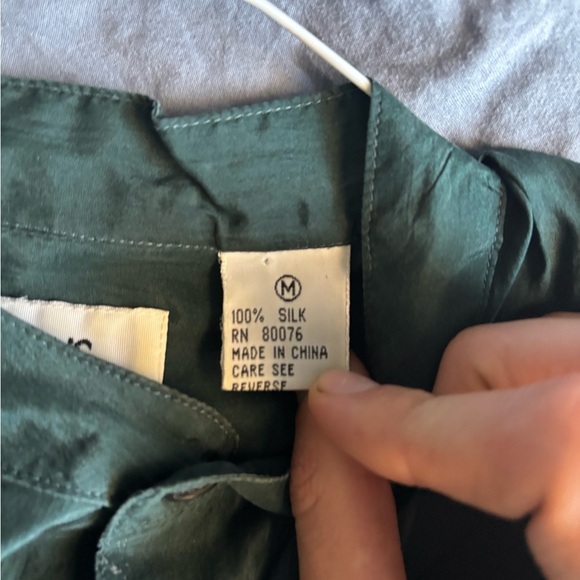 M
100% SILK
RN 80076
MADE IN CHINA
CARE SEE
REVERSE